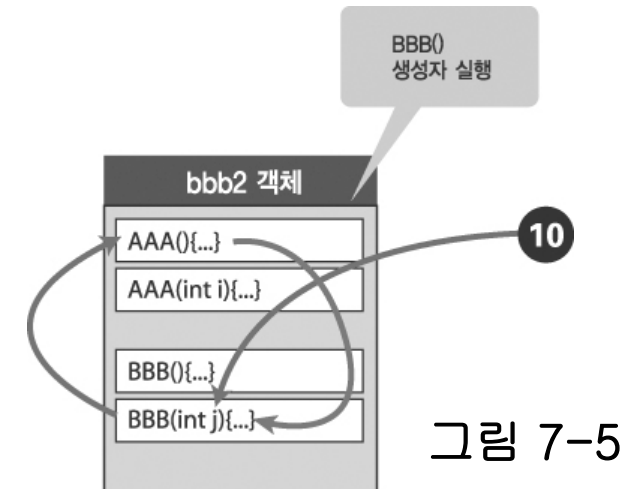 BBB()
생성자 실행
bbb2 객체
AAA(){...}
10
AAA(int i){...}
BBB(){...}
BBB(int j){...}
그림 7-5